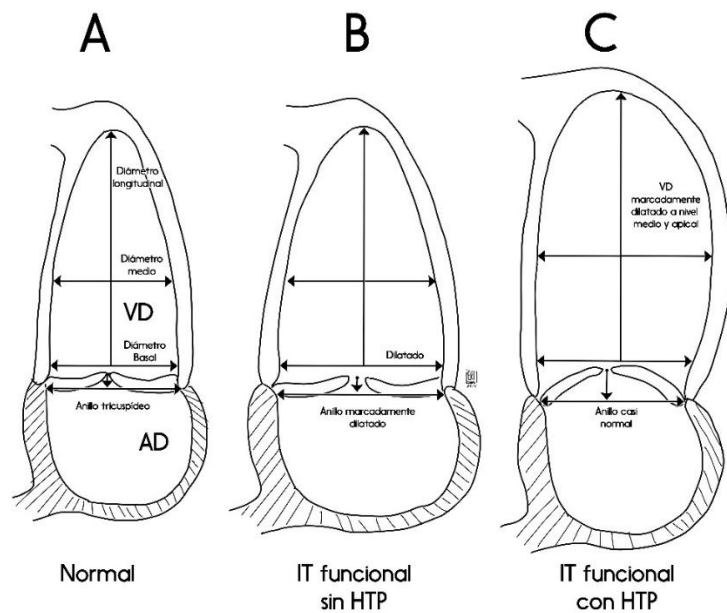 A
B
C
Diámetro
longitudinal
Diámetro
medio
VD
Diámetro
Basal
Anillo tricuspídeo
AD
Dilatado
Anillo marcadamente
dilatado
VD
marcadamente
dilatado a nivel
medio y apical
Anillo casi
normal
Normal
IT funcional
sin HTP
IT funcional
con HTP